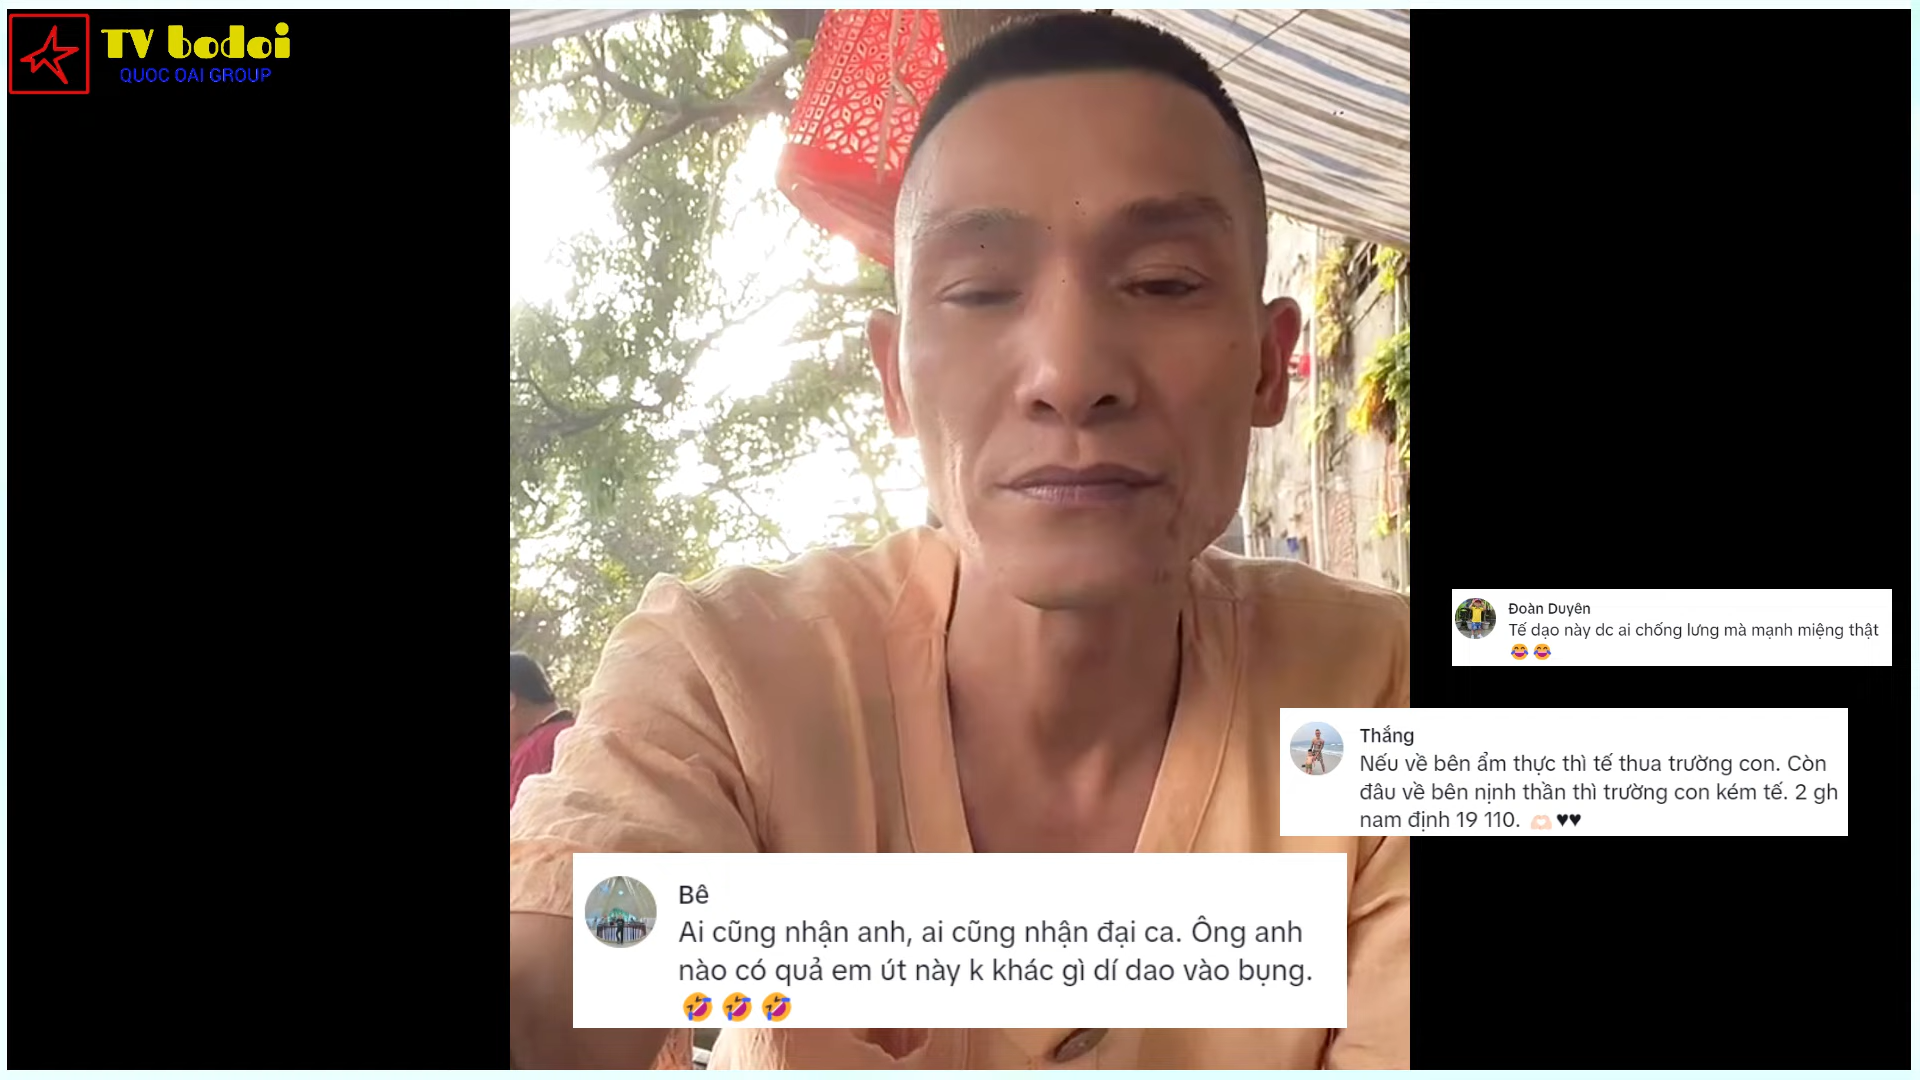 TV bodoi
QUOC OAI GROUP
Đoàn Duyên
Tế dạo này dc ai chống lưng mà mạnh miệng thật
😂😂
Thắng
Nếu về bên ẩm thực thì tế thua trường con. Còn
đâu về bên nịnh thần thì trường con kém tế. 2 gh
nam định 19 110. 🫶🏻♥♥
Bê
Ai cũng nhận anh, ai cũng nhận đại ca. Ông anh
nào có quả em út này k khác gì dí dao vào bụng.
🤣🤣🤣